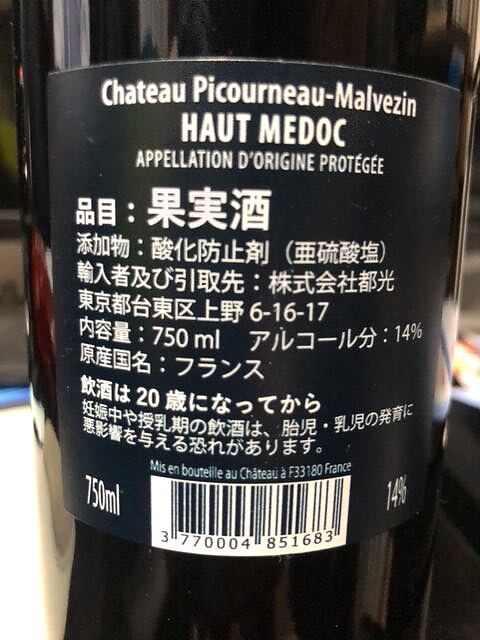 Chateau Picourneau-Malvezin
HAUT MEDOC
APPELLATION D'ORIGINE PROTÉGÉE
品目：果実酒
添加物：酸化防止剤（亜硫酸塩）
輸入者及び引取先：株式会社都光
東京都台東区上野 6-16-17
内容量：750 ml アルコール分：14%
原産国名：フランス
飲酒は 20 歳になってから
妊娠中や授乳期の飲酒は、胎児・乳児の発育に
悪影響を与える恐れがあります。
Mis en bouteille au Château à F33180 France
750ml
14%
3 770004 851683